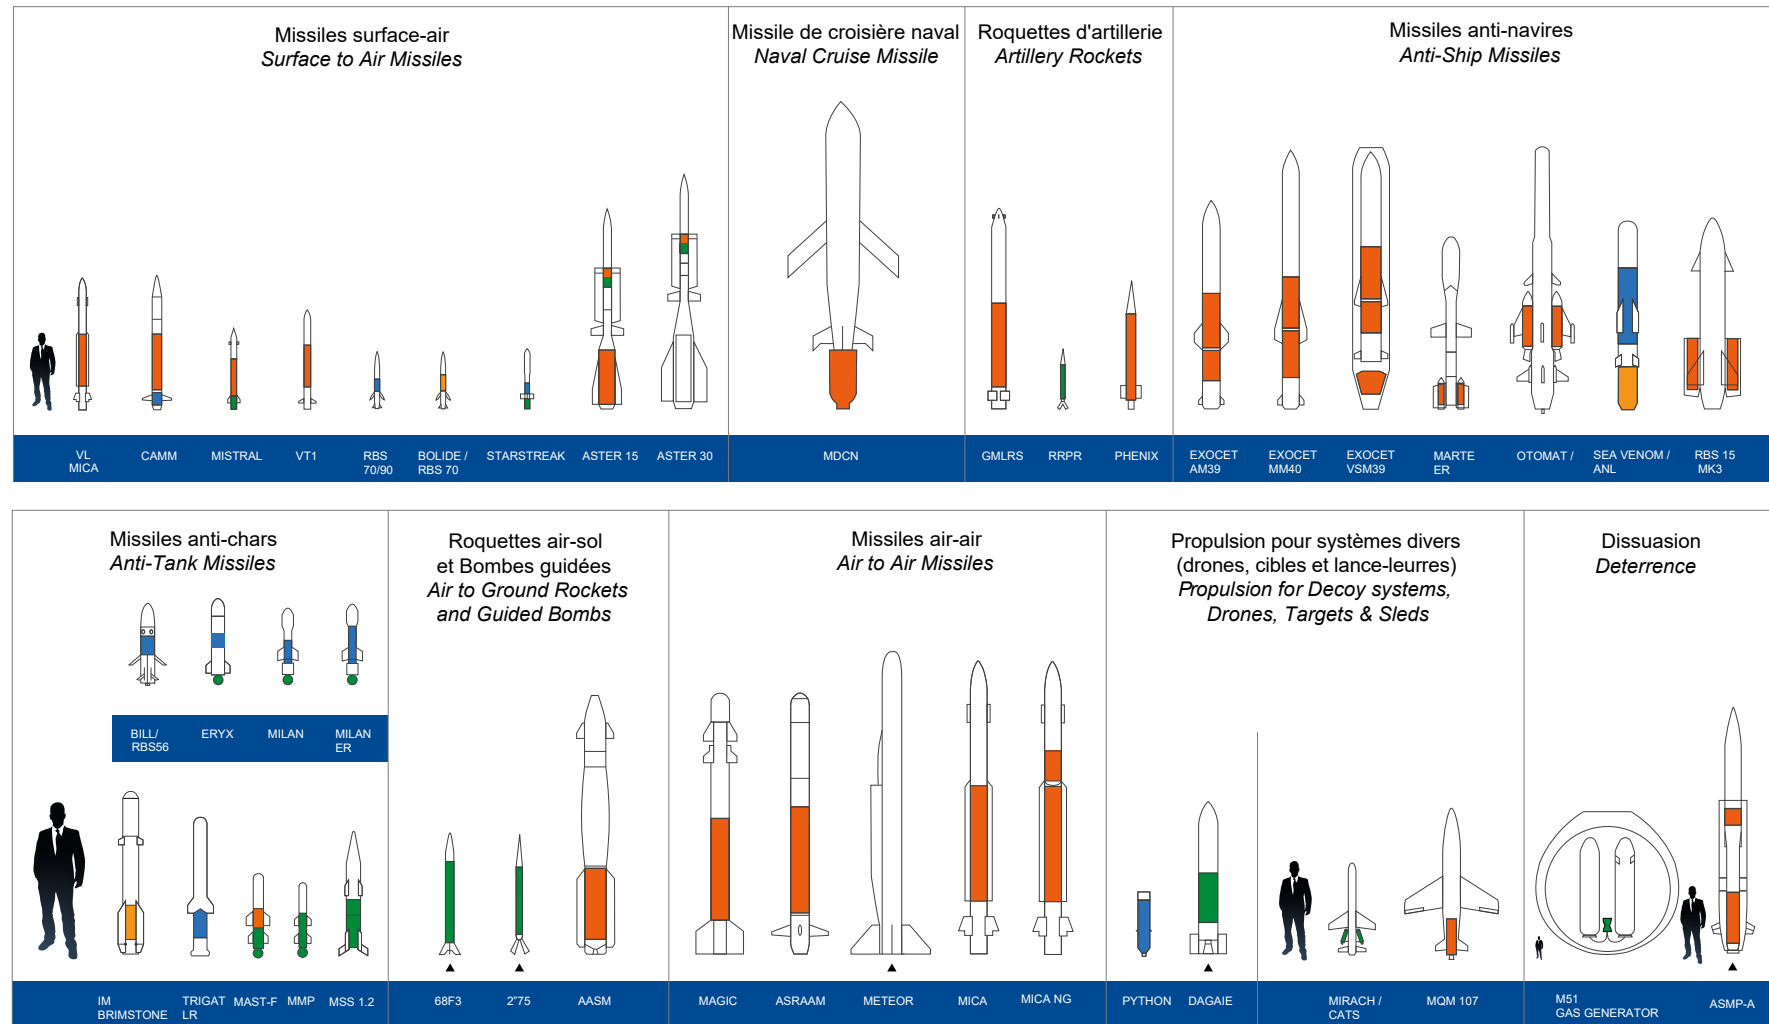 Missiles surface-air
Surface to Air Missiles
Missile de croisière naval
Naval Cruise Missile
Roquettes d'artillerie
Artillery Rockets
Missiles anti-navires
Anti-Ship Missiles
VL
MICA
CAMM
MISTRAL
VT1
RBS
70/90
BOLIDE /
RBS 70
STARSTREAK
ASTER 15
ASTER 30
MDCN
GMLRS
RRPR
PHENIX
EXOCET
AM39
EXOCET
MM40
EXOCET
VSM39
MARTE
ER
OTOMAT /
SEA VENOM /
ANL
RBS 15
MK3
Missiles anti-chars
Anti-Tank Missiles
BILL/
RBS56
ERYX
MILAN
MILAN
ER
IM
BRIMSTONE
TRIGAT
LR
MAST-F
MMP
MSS 1.2
Roquettes air-sol
et Bombes guidées
Air to Ground Rockets
and Guided Bombs
68F3
2"75
AASM
Missiles air-air
Air to Air Missiles
MAGIC
ASRAAM
METEOR
MICA
MICA NG
Propulsion pour systèmes divers
(drones, cibles et lance-leurres)
Propulsion for Decoy systems,
Drones, Targets & Sleds
PYTHON
DAGAIE
MIRACH /
CATS
MQM 107
Dissuasion
Deterrence
M51
GAS GENERATOR
ASMP-A